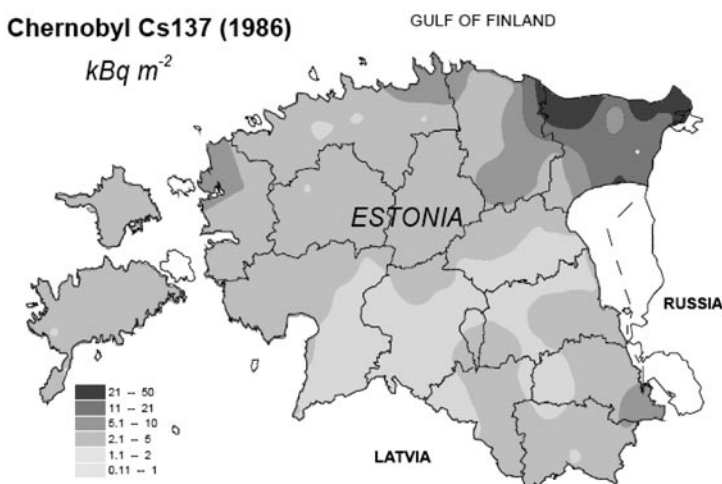 GULF OF FINLAND
Chernobyl Cs137 (1986)
kBq m-2
ESTONIA
RUSSIA
LATVIA
21 -- 50
11 -- 21
5.1 -- 10
2.1 -- 5
1.1 -- 2
0.11 -- 1